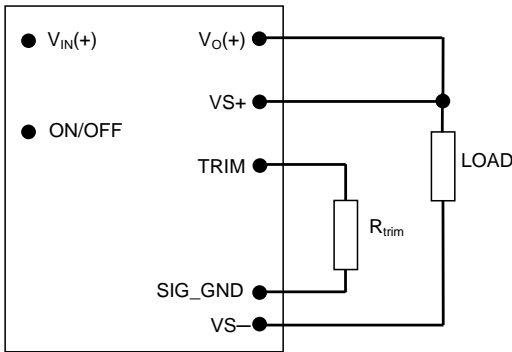 V_IN(+)
V_O(+)
VS+
ON/OFF
TRIM
LOAD
R_trim
SIG_GND
VS─